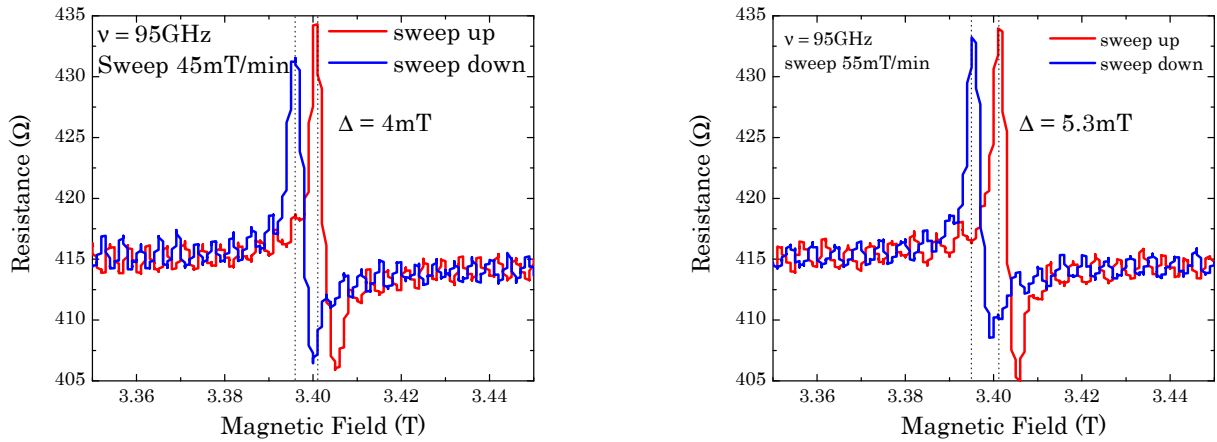 435
430
425
420
415
410
405
Resistance (Ω)
ν = 95GHz
Sweep 45mT/min
sweep up
sweep down
Δ = 4mT
3.36 3.38 3.40 3.42 3.44
Magnetic Field (T)
435
430
425
420
415
410
405
Resistance (Ω)
ν = 95GHz
sweep 55mT/min
sweep up
sweep down
Δ = 5.3mT
3.36 3.38 3.40 3.42 3.44
Magnetic Field (T)